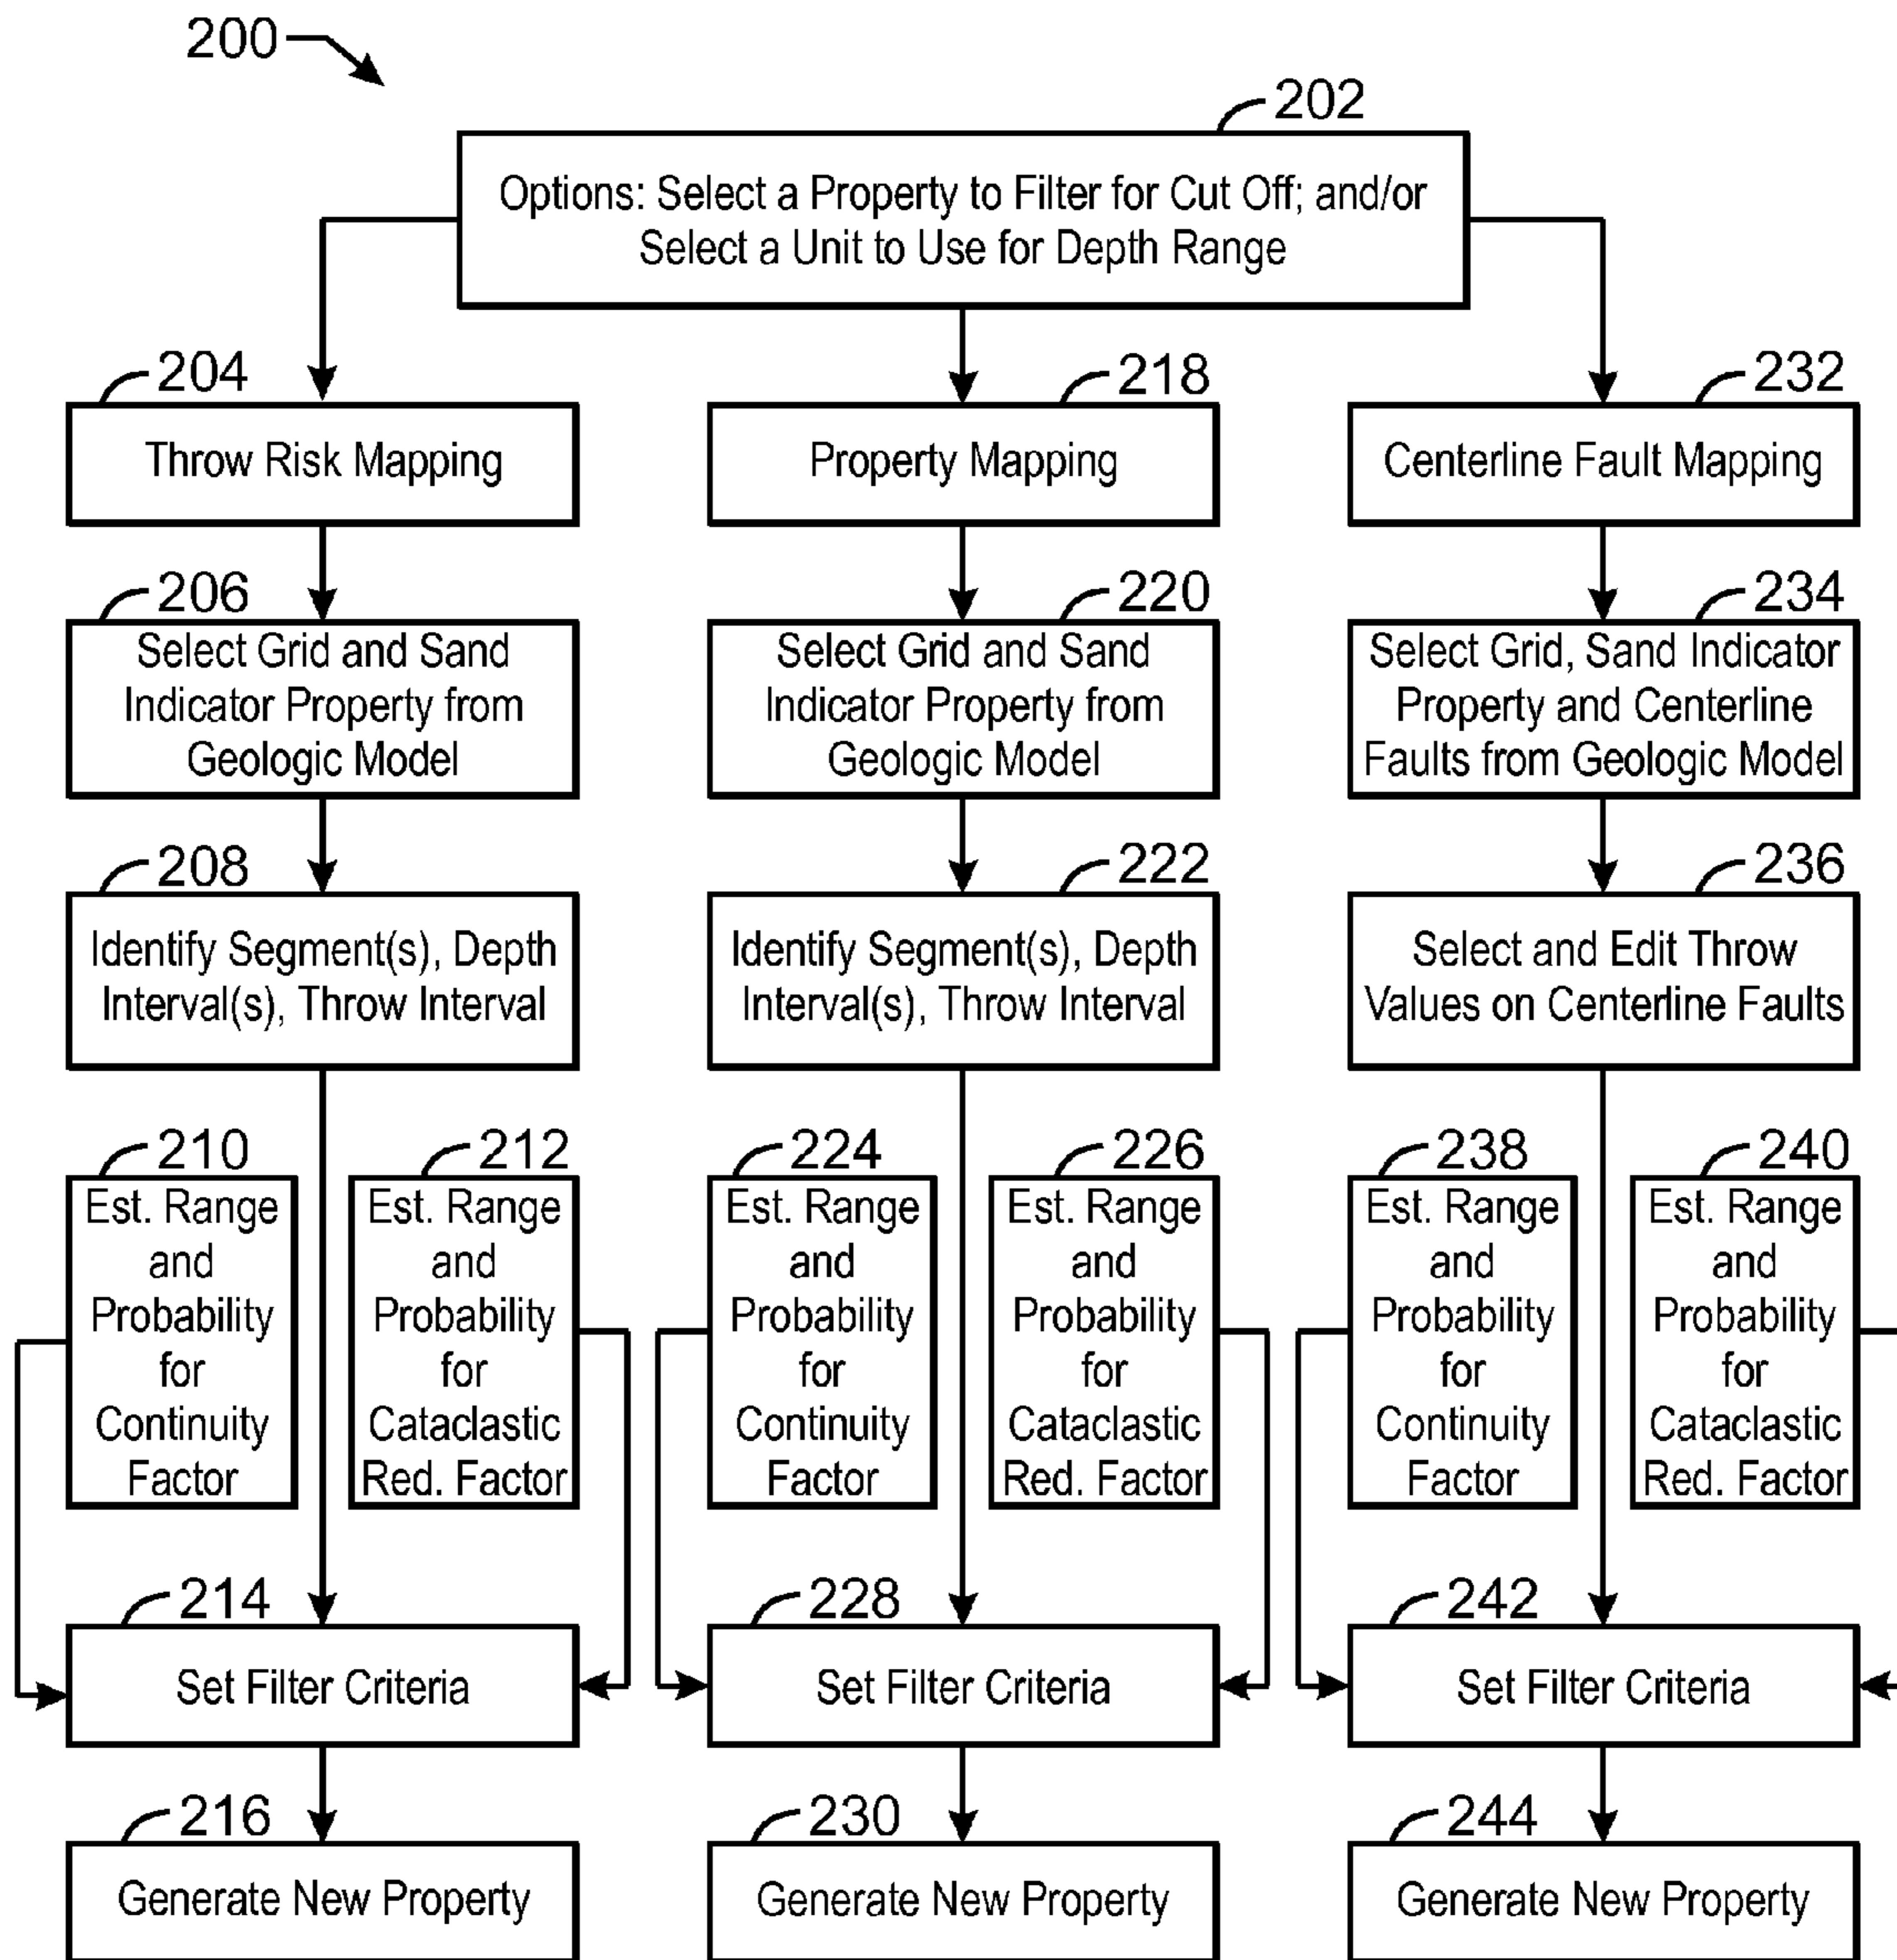 200
202
Options: Select a Property to Filter for Cut Off; and/or
Select a Unit to Use for Depth Range
204
Throw Risk Mapping
206
Select Grid and Sand
Indicator Property from
Geologic Model
208
Identify Segment(s), Depth
Interval(s), Throw Interval
210
Est. Range
and
Probability
for
Continuity
Factor
212
Est. Range
and
Probability
for
Cataclastic
Red. Factor
214
Set Filter Criteria
216
Generate New Property
218
Property Mapping
220
Select Grid and Sand
Indicator Property from
Geologic Model
222
Identify Segment(s), Depth
Interval(s), Throw Interval
224
Est. Range
and
Probability
for
Continuity
Factor
226
Est. Range
and
Probability
for
Cataclastic
Red. Factor
228
Set Filter Criteria
230
Generate New Property
232
Centerline Fault Mapping
234
Select Grid, Sand Indicator
Property and Centerline
Faults from Geologic Model
236
Select and Edit Throw
Values on Centerline Faults
238
Est. Range
and
Probability
for
Continuity
Factor
240
Est. Range
and
Probability
for
Cataclastic
Red. Factor
242
Set Filter Criteria
244
Generate New Property